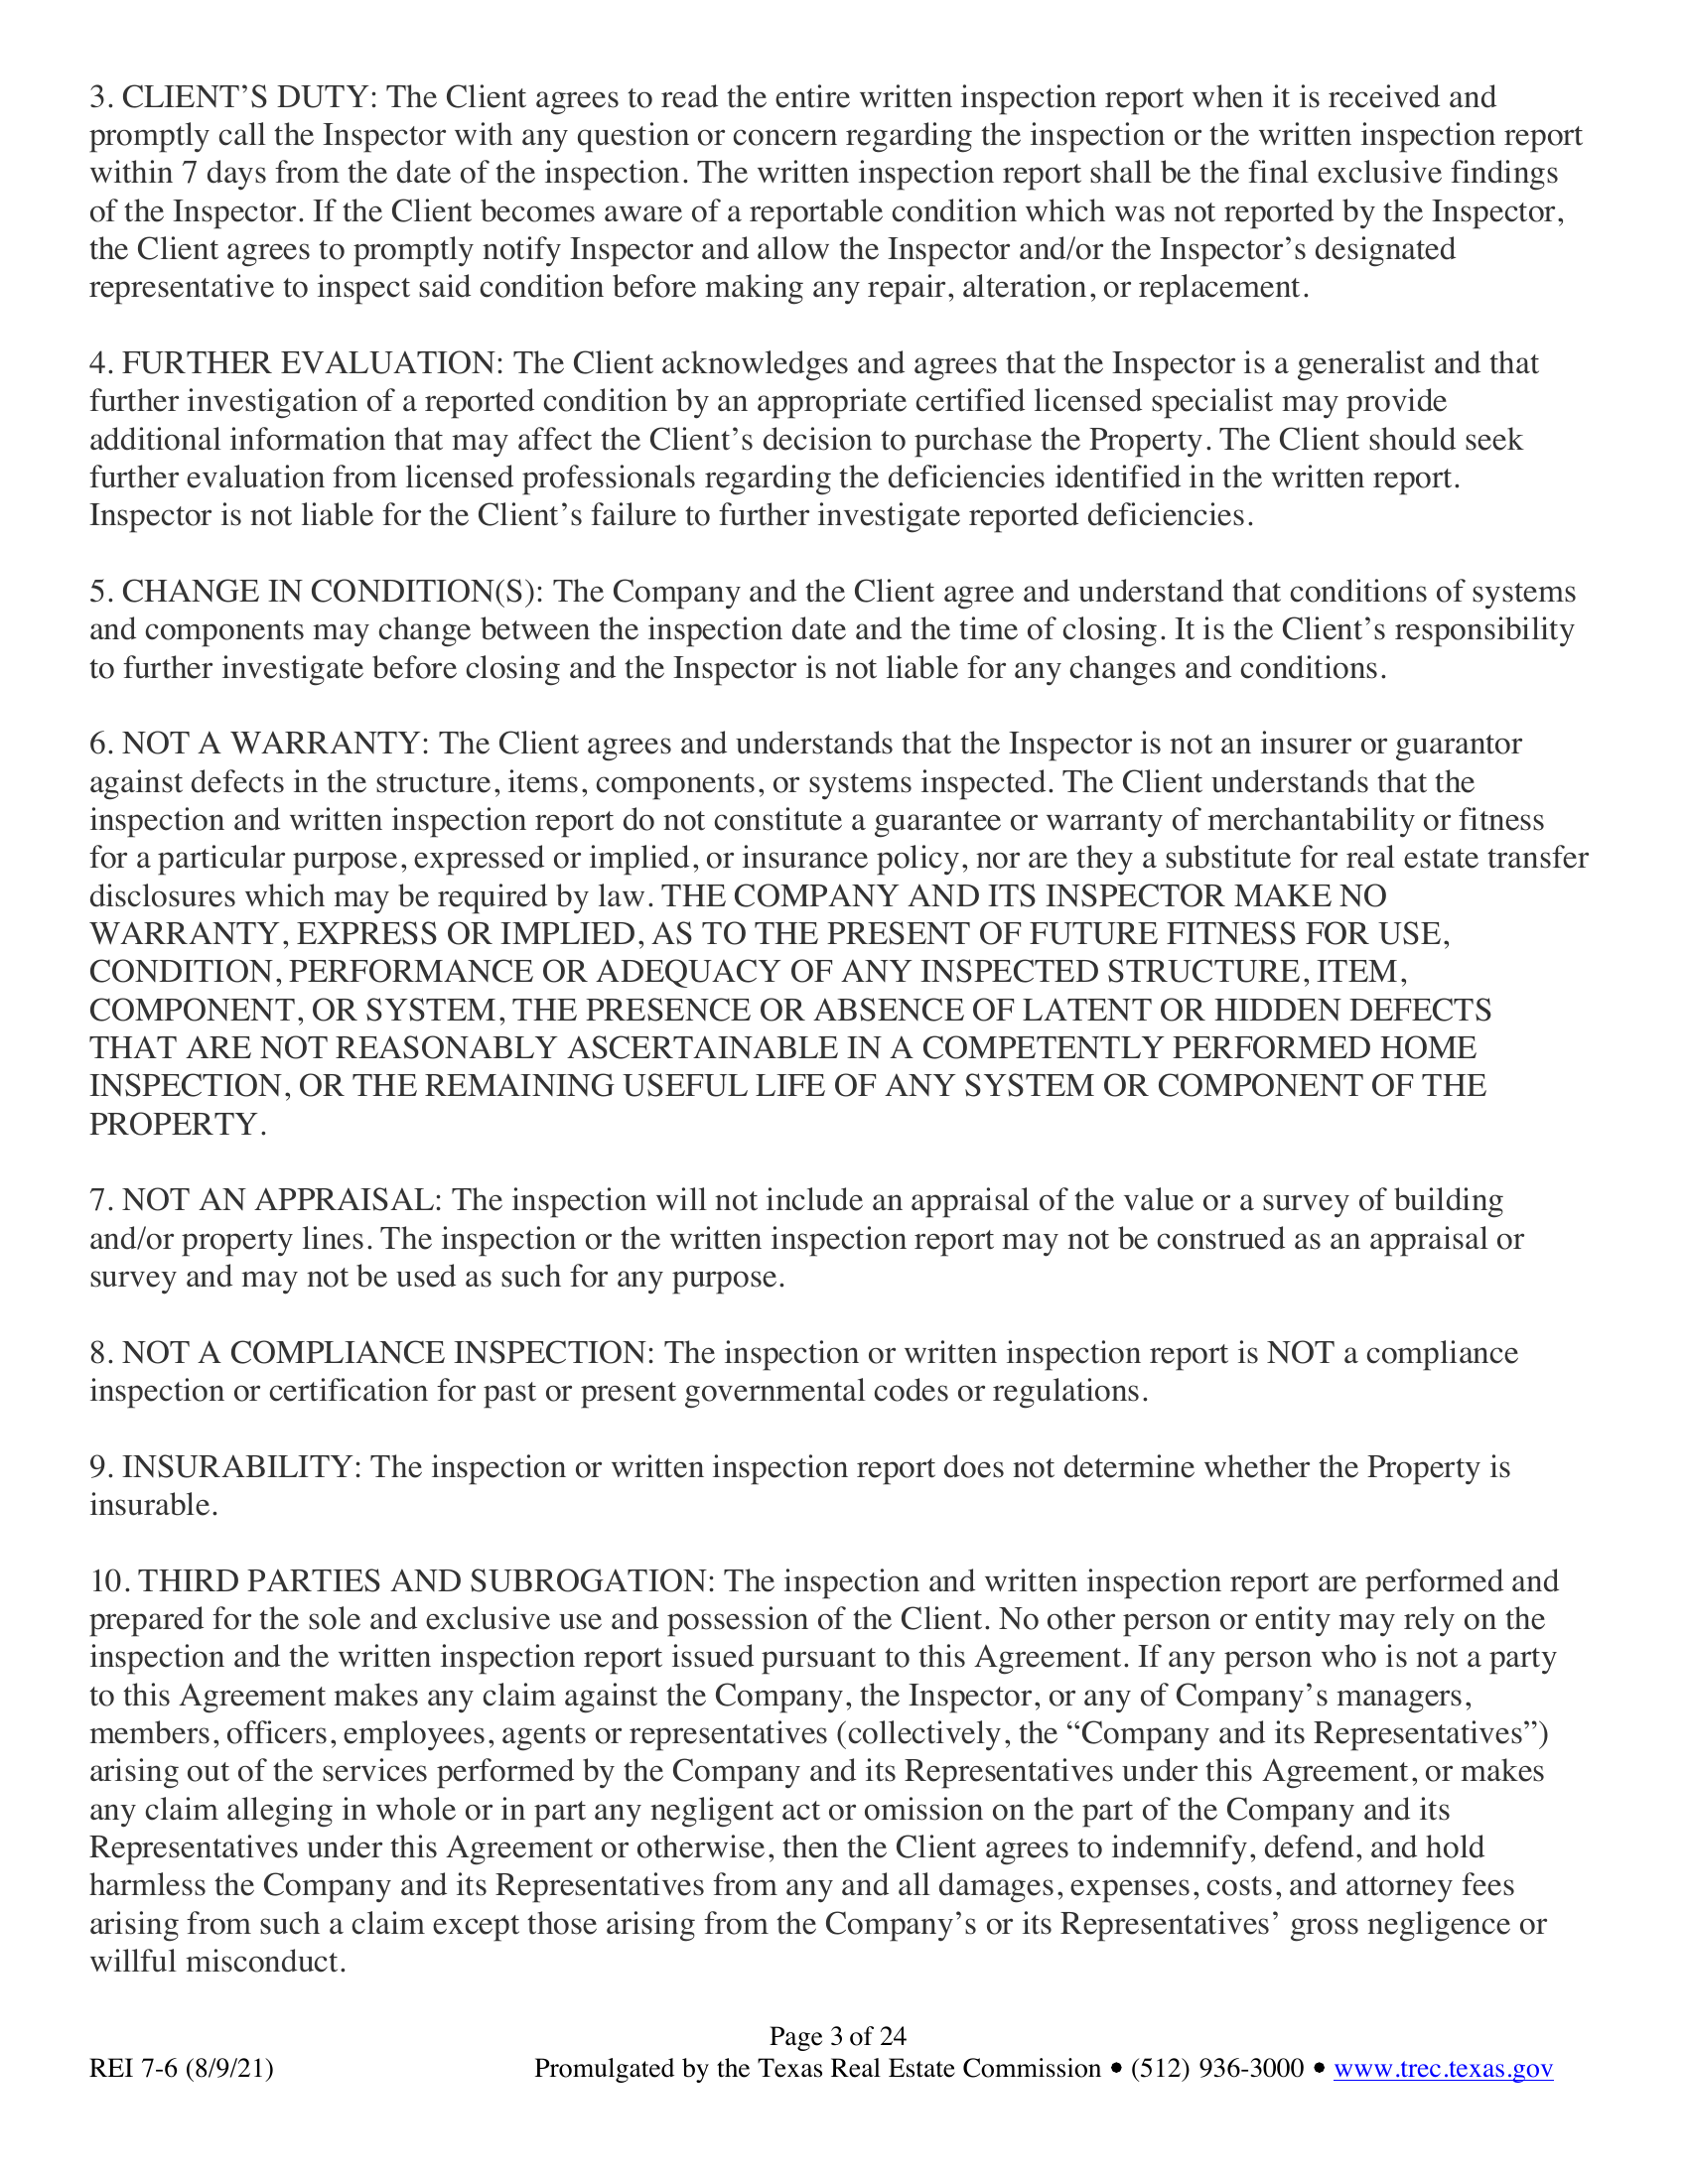 3. CLIENT’S DUTY: The Client agrees to read the entire written inspection report when it is received and
promptly call the Inspector with any question or concern regarding the inspection or the written inspection report
within 7 days from the date of the inspection. The written inspection report shall be the final exclusive findings
of the Inspector. If the Client becomes aware of a reportable condition which was not reported by the Inspector,
the Client agrees to promptly notify Inspector and allow the Inspector and/or the Inspector’s designated
representative to inspect said condition before making any repair, alteration, or replacement.
4. FURTHER EVALUATION: The Client acknowledges and agrees that the Inspector is a generalist and that
further investigation of a reported condition by an appropriate certified licensed specialist may provide
additional information that may affect the Client’s decision to purchase the Property. The Client should seek
further evaluation from licensed professionals regarding the deficiencies identified in the written report.
Inspector is not liable for the Client’s failure to further investigate reported deficiencies.
5. CHANGE IN CONDITION(S): The Company and the Client agree and understand that conditions of systems
and components may change between the inspection date and the time of closing. It is the Client’s responsibility
to further investigate before closing and the Inspector is not liable for any changes and conditions.
6. NOT A WARRANTY: The Client agrees and understands that the Inspector is not an insurer or guarantor
against defects in the structure, items, components, or systems inspected. The Client understands that the
inspection and written inspection report do not constitute a guarantee or warranty of merchantability or fitness
for a particular purpose, expressed or implied, or insurance policy, nor are they a substitute for real estate transfer
disclosures which may be required by law. THE COMPANY AND ITS INSPECTOR MAKE NO
WARRANTY, EXPRESS OR IMPLIED, AS TO THE PRESENT OF FUTURE FITNESS FOR USE,
CONDITION, PERFORMANCE OR ADEQUACY OF ANY INSPECTED STRUCTURE, ITEM,
COMPONENT, OR SYSTEM, THE PRESENCE OR ABSENCE OF LATENT OR HIDDEN DEFECTS
THAT ARE NOT REASONABLY ASCERTAINABLE IN A COMPETENTLY PERFORMED HOME
INSPECTION, OR THE REMAINING USEFUL LIFE OF ANY SYSTEM OR COMPONENT OF THE
PROPERTY.
7. NOT AN APPRAISAL: The inspection will not include an appraisal of the value or a survey of building
and/or property lines. The inspection or the written inspection report may not be construed as an appraisal or
survey and may not be used as such for any purpose.
8. NOT A COMPLIANCE INSPECTION: The inspection or written inspection report is NOT a compliance
inspection or certification for past or present governmental codes or regulations.
9. INSURABILITY: The inspection or written inspection report does not determine whether the Property is
insurable.
10. THIRD PARTIES AND SUBROGATION: The inspection and written inspection report are performed and
prepared for the sole and exclusive use and possession of the Client. No other person or entity may rely on the
inspection and the written inspection report issued pursuant to this Agreement. If any person who is not a party
to this Agreement makes any claim against the Company, the Inspector, or any of Company’s managers,
members, officers, employees, agents or representatives (collectively, the “Company and its Representatives”)
arising out of the services performed by the Company and its Representatives under this Agreement, or makes
any claim alleging in whole or in part any negligent act or omission on the part of the Company and its
Representatives under this Agreement or otherwise, then the Client agrees to indemnify, defend, and hold
harmless the Company and its Representatives from any and all damages, expenses, costs, and attorney fees
arising from such a claim except those arising from the Company’s or its Representatives’ gross negligence or
willful misconduct.
Page 3 of 24
REI 7-6 (8/9/21) Promulgated by the Texas Real Estate Commission • (512) 936-3000 • www.trec.texas.gov